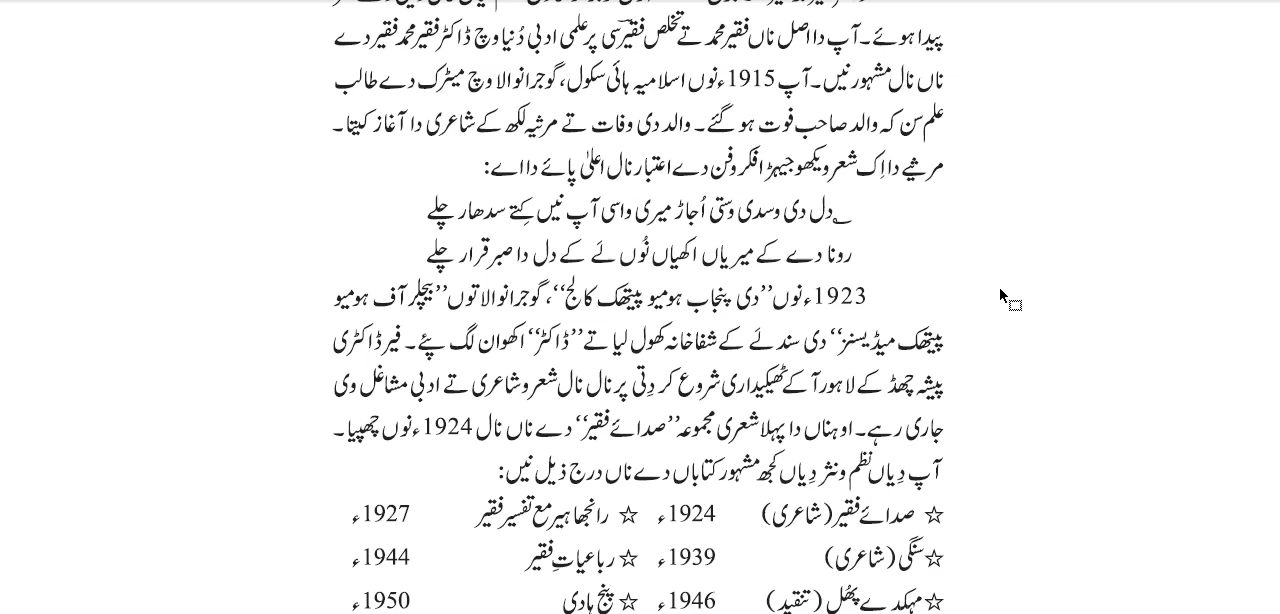 پیدا ہوئے۔ آپ دا اصل ناں فقیر محمد تے تخلص فقیرؔ سی پر علمی ادبی دُنیا وچ ڈاکٹر فقیر محمد فقیر دے
ناں نال مشہور نیں۔ آپ 1915ء نوں اسلامیہ ہائی سکول، گوجرانوالا وچ میٹرک دے طالب
علم سن کہ والد صاحب فوت ہو گئے۔ والد دی وفات تے مرثیہ لکھ کے شاعری دا آغاز کیتا۔
مرثیے دا اِک شعر ویکھو جیہڑا فکر و فن دے اعتبار نال اعلیٰ پائے دا اے:
؂دل دی وسدی وستی اُجاڑ میری واسی آپ نیں کِتے سدھار چلے
رونا دے کے میریاں اکھیاں نُوں لَے کے دل دا صبر قرار چلے
1923ء نوں ’’دی پنجاب ہومیو پیتھک کالج‘‘، گوجرانوالا توں ’’بیچلر آف ہومیو
پیتھک میڈیسنز‘‘ دی سند لَے کے شفاخانہ کھول لیا تے ’’ڈاکٹر‘‘ اکھوان لگ پئے۔ فیر ڈاکٹری
پیشہ چھڈ کے لاہور آ کے ٹھیکیداری شروع کر دِتی پر نال نال شعر و شاعری تے ادبی مشاغل وی
جاری رہے۔ اوہناں دا پہلا شعری مجموعہ ’’صدائے فقیر‘‘ دے ناں نال 1924ء نوں چھپیا۔
آپ دِیاں نظم و نثر دِیاں کجھ مشہور کتاباں دے ناں درج ذیل نیں:
☆ صدائے فقیر (شاعری) 1924ء ☆ رانجھا ہیر مع تفسیر فقیر 1927ء
☆ سنگی (شاعری) 1939ء ☆ رباعیاتِ فقیر 1944ء
☆ مہکدے پھُل (تنقید) 1946ء ☆ پنج ہادی 1950ء